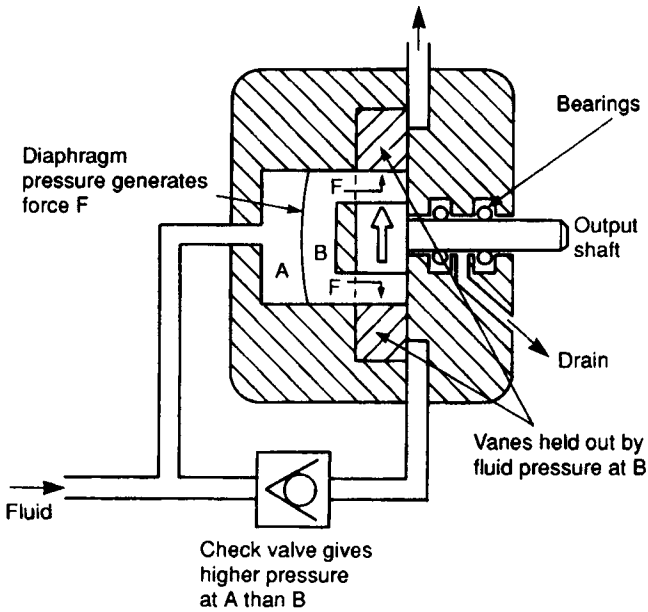 Bearings
Diaphragm
pressure generates
force F
F
Output
shaft
A
B
F
Drain
Vanes held out by
fluid pressure at B
Fluid
Check valve gives
higher pressure
at A than B